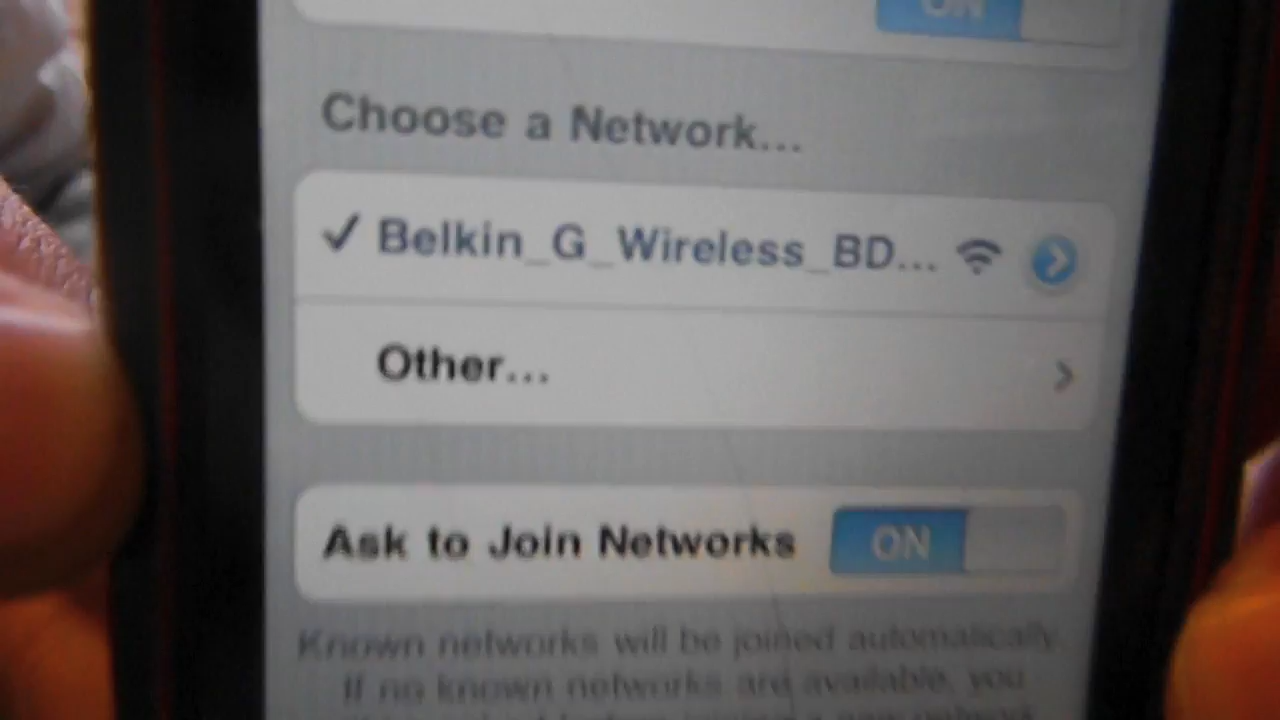 ON
Choose a Network...
✓ Belkin_G_Wireless_BD...
Other...
Ask to Join Networks ON
Known networks will be joined automatically.
If no known networks are available, you